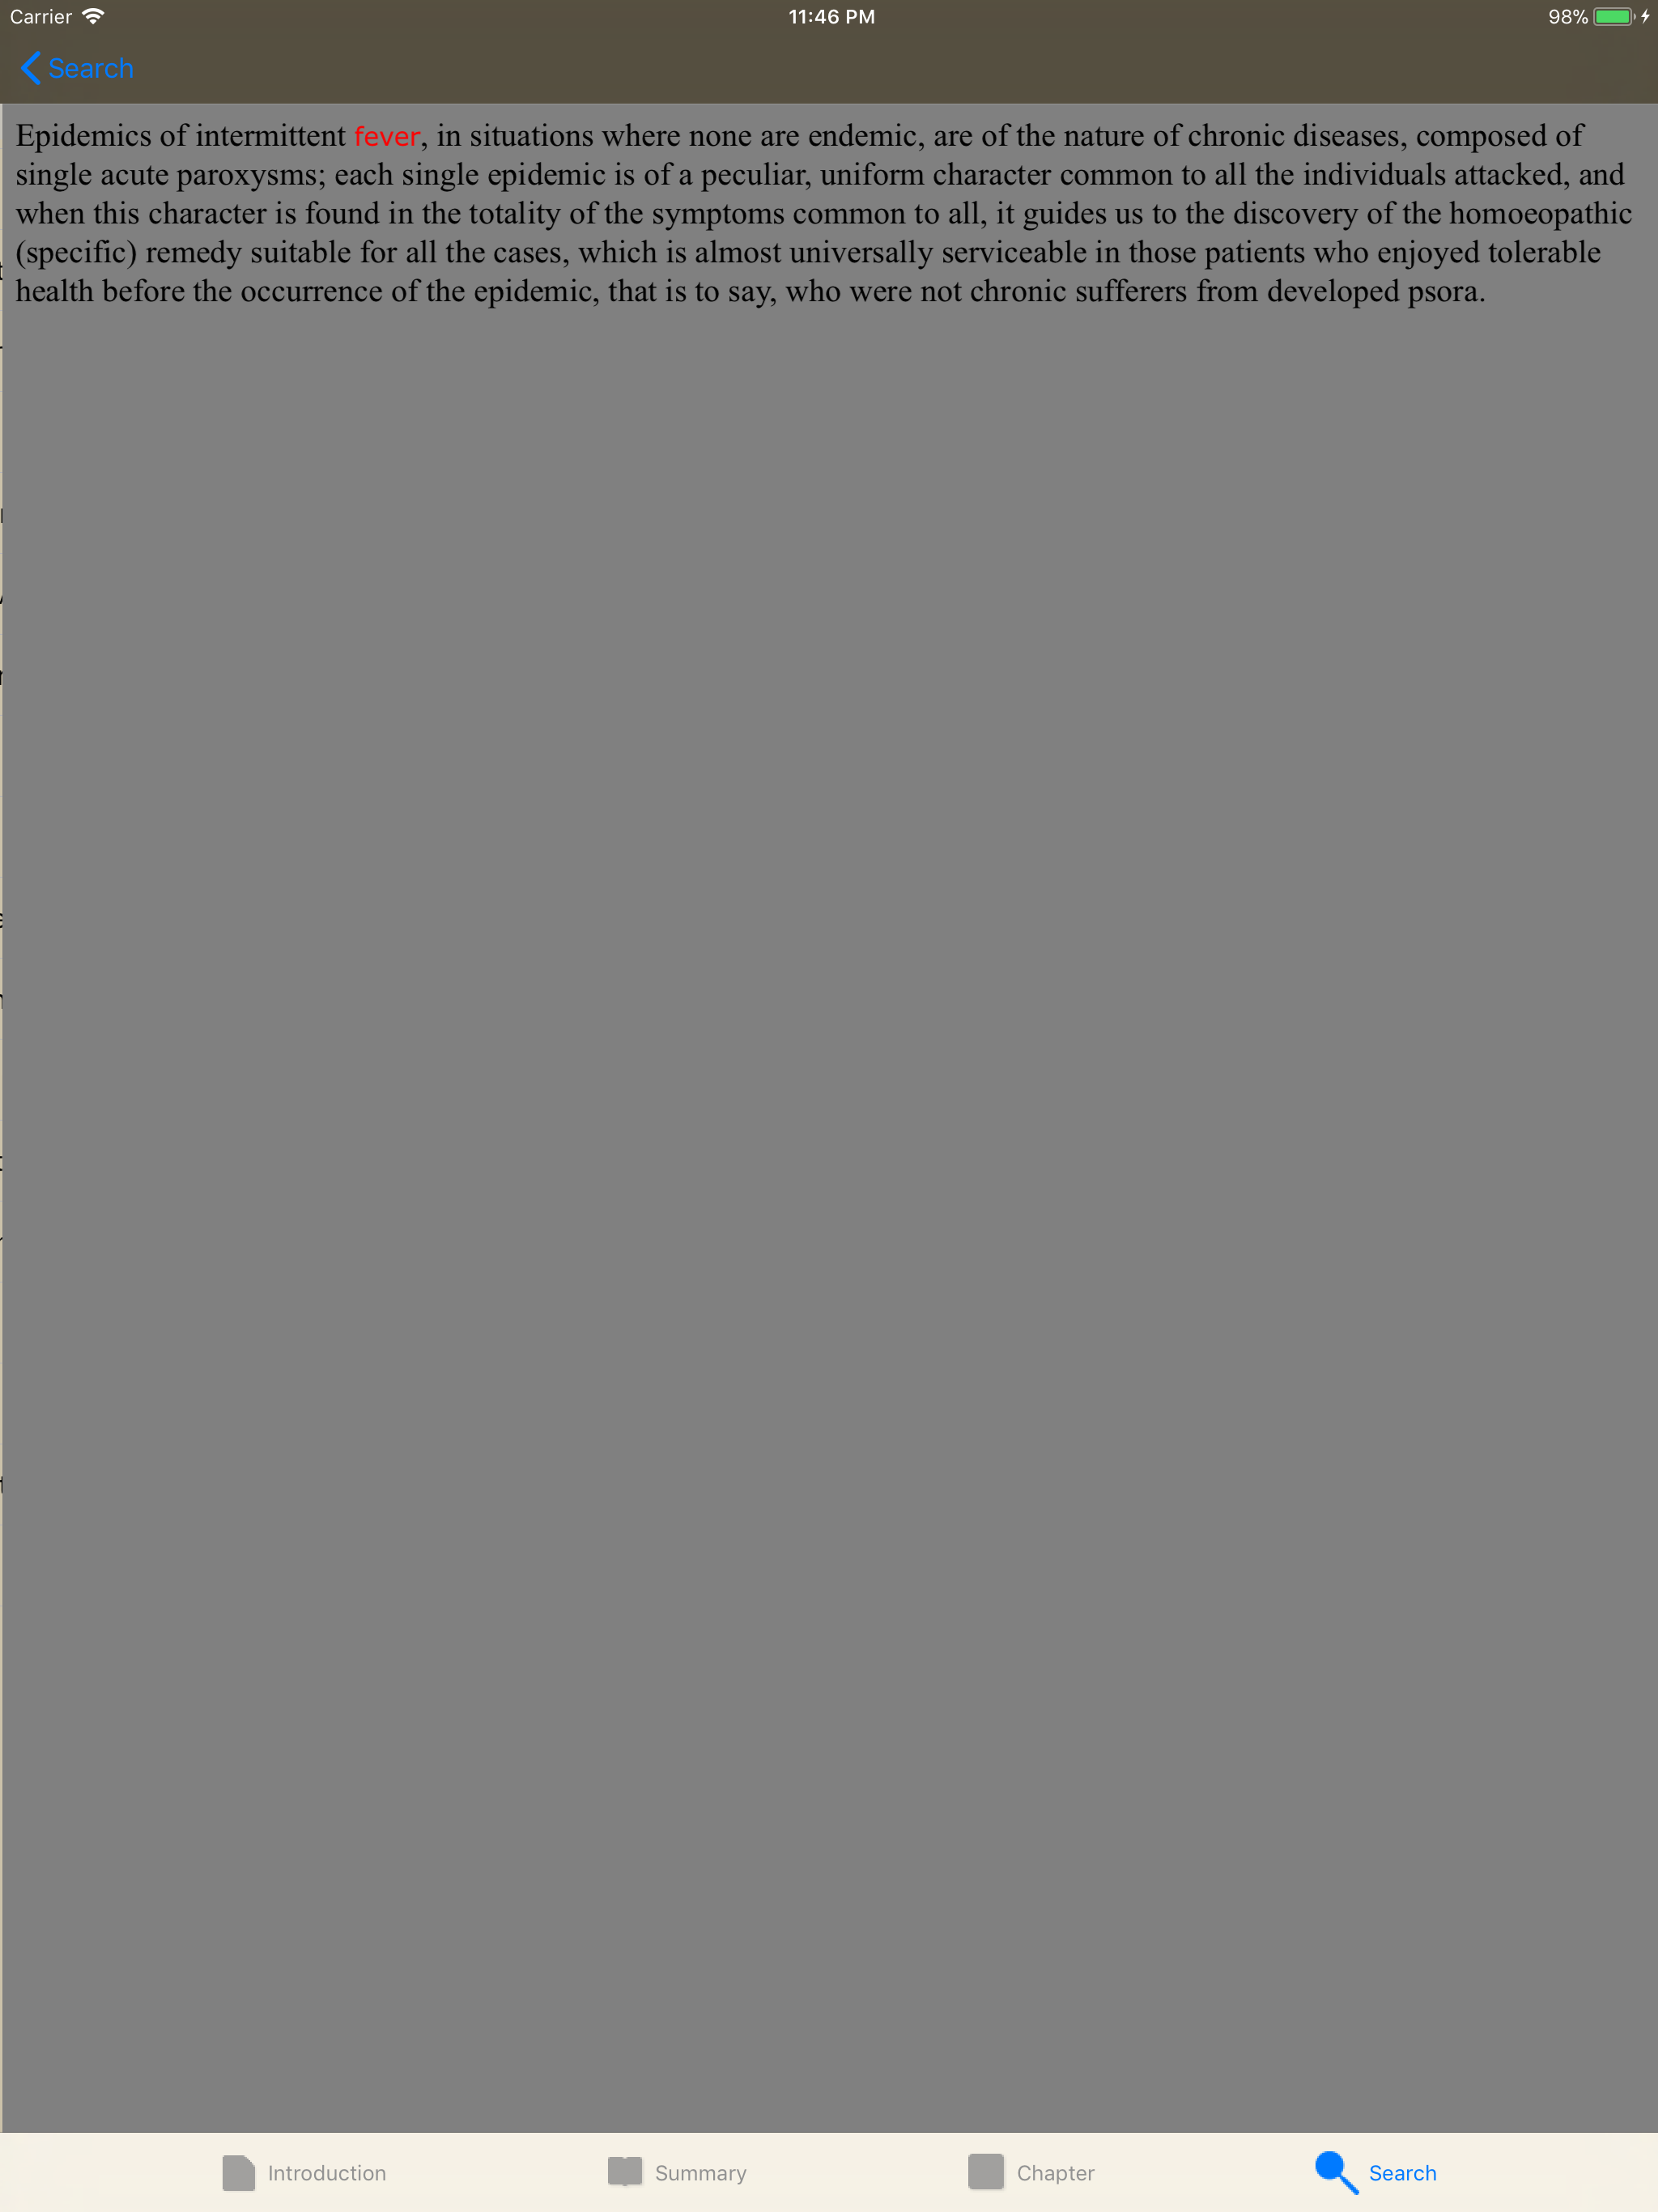 Carrier 11:46 PM 98%
Search
Epidemics of intermittent fever, in situations where none are endemic, are of the nature of chronic diseases, composed of
single acute paroxysms; each single epidemic is of a peculiar, uniform character common to all the individuals attacked, and
when this character is found in the totality of the symptoms common to all, it guides us to the discovery of the homoeopathic
(specific) remedy suitable for all the cases, which is almost universally serviceable in those patients who enjoyed tolerable
health before the occurrence of the epidemic, that is to say, who were not chronic sufferers from developed psora.
Introduction Summary Chapter Search